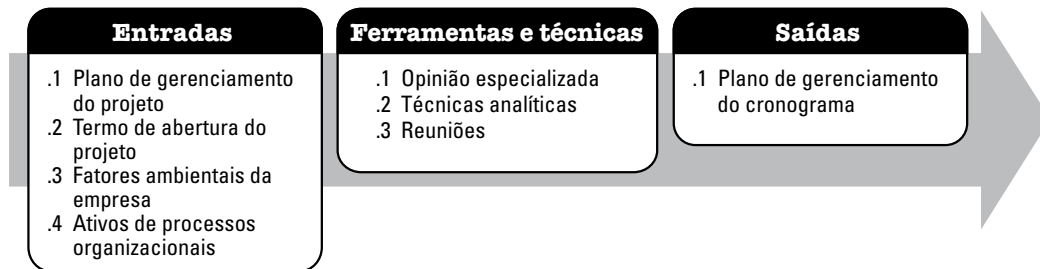 Entradas
.1 Plano de gerenciamento
do projeto
.2 Termo de abertura do
projeto
.3 Fatores ambientais da
empresa
.4 Ativos de processos
organizacionais
Ferramentas e técnicas
.1 Opinião especializada
.2 Técnicas analíticas
.3 Reuniões
Saídas
.1 Plano de gerenciamento
do cronograma